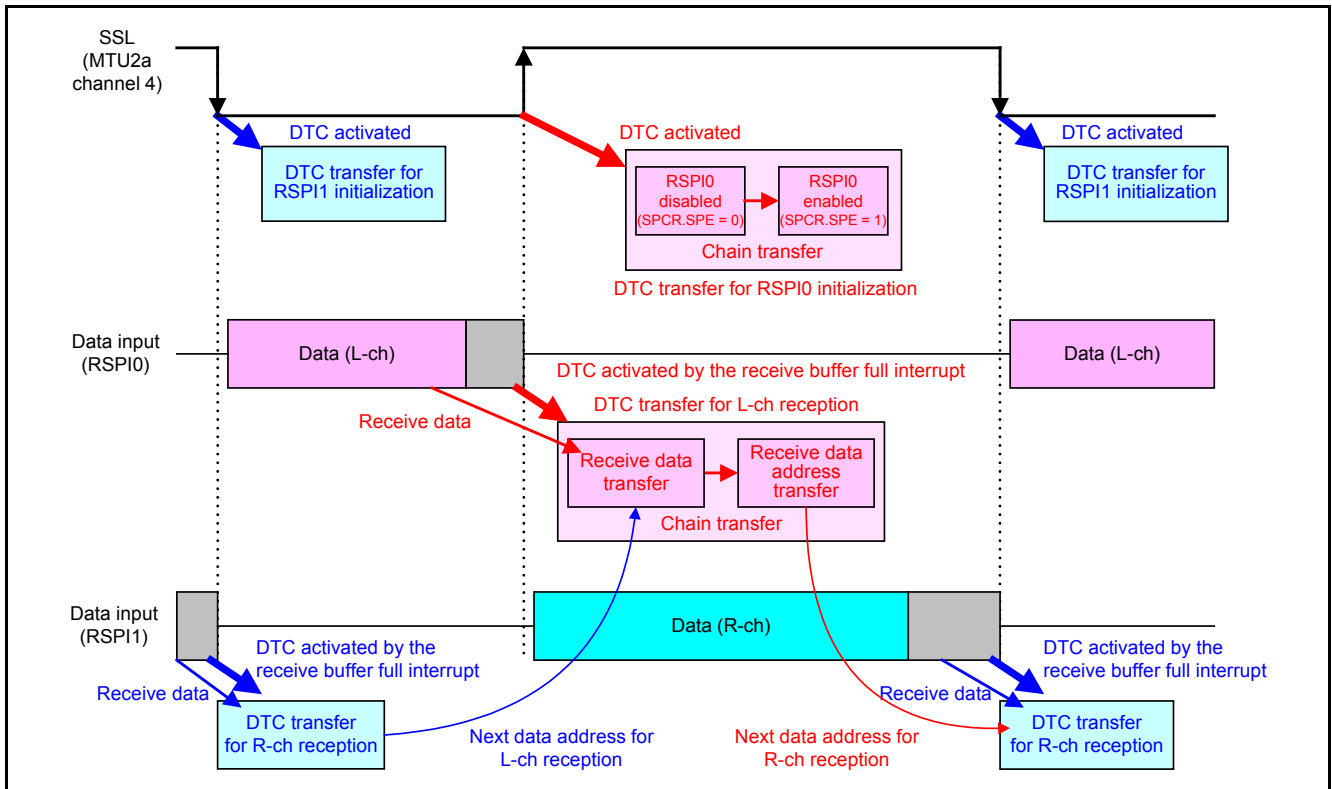 SSL
(MTU2a
channel 4)
DTC activated
DTC transfer for
RSPI1 initialization
DTC activated
RSPI0
disabled
(SPCR.SPE = 0)
RSPI0
enabled
(SPCR.SPE = 1)
Chain transfer
DTC transfer for RSPI0 initialization
DTC activated
DTC transfer for
RSPI1 initialization
Data input
(RSPI0)
Data (L-ch)
Data (L-ch)
DTC activated by the receive buffer full interrupt
DTC transfer for L-ch reception
Receive data
Receive data
transfer
Receive data
address
transfer
Chain transfer
Data input
(RSPI1)
Data (R-ch)
DTC activated by the
receive buffer full interrupt
Receive data
DTC transfer
for R-ch reception
Next data address for
L-ch reception
Next data address for
R-ch reception
DTC activated by the
receive buffer full interrupt
Receive data
DTC transfer
for R-ch reception